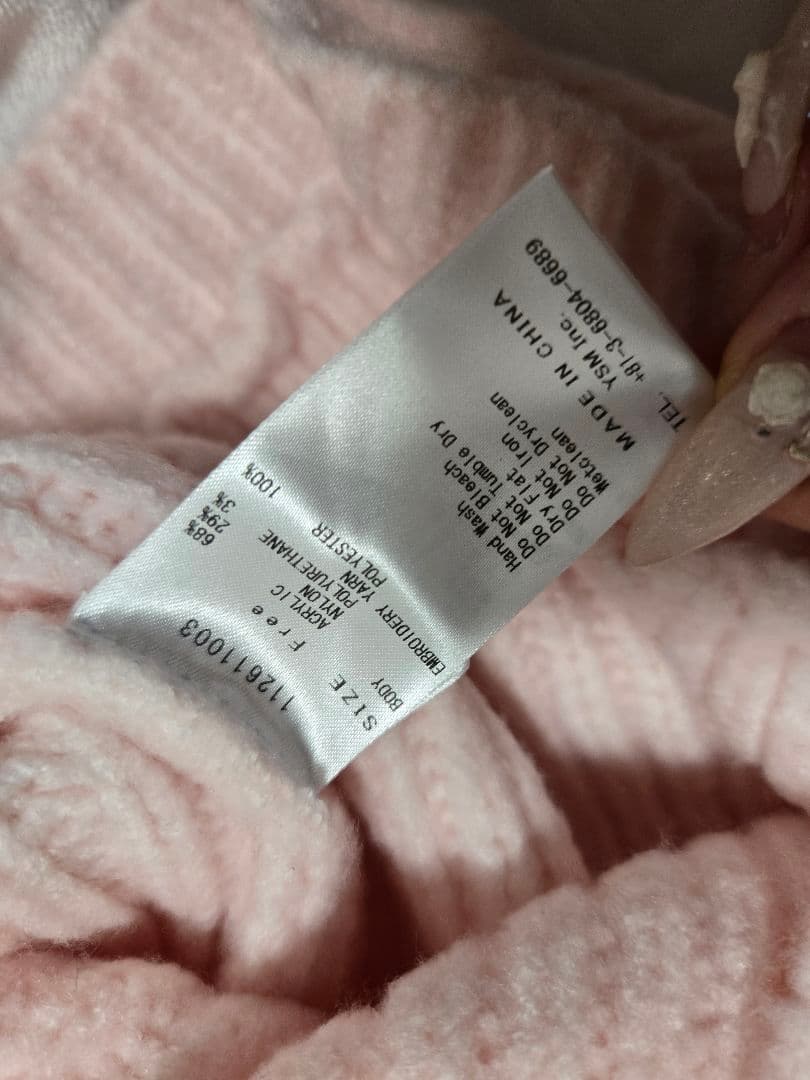 112611003
SIZE Free
BODY
ACRYLIC 68%
NYLON 29%
POLYURETHANE 3%
EMBROIDERY YARN
POLYESTER 100%
Hand Wash
Do Not Bleach
Do Not Tumble Dry
Dry Flat
Do Not Iron
Do Not Dryclean
Wetclean
MADE IN CHINA
YSM Inc.
TEL. +81-3-6804-6689